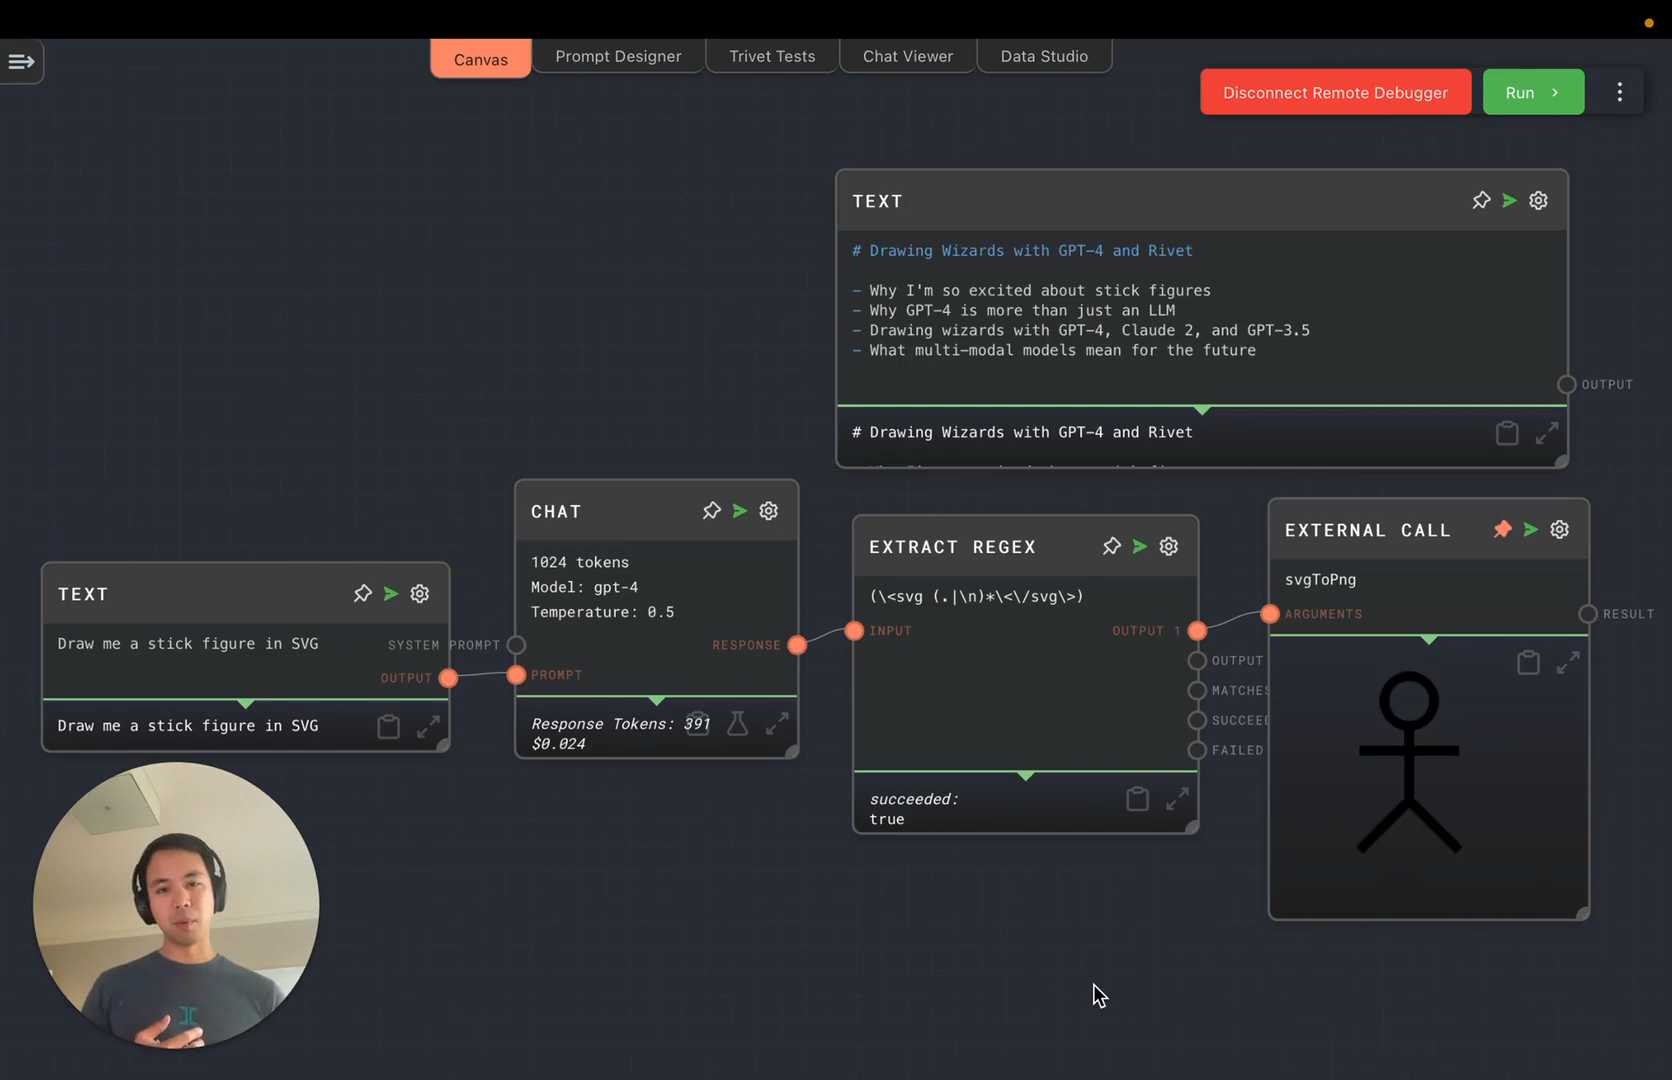 Canvas
Prompt Designer
Trivet Tests
Chat Viewer
Data Studio
Disconnect Remote Debugger
Run
TEXT
# Drawing Wizards with GPT-4 and Rivet
- Why I'm so excited about stick figures
- Why GPT-4 is more than just an LLM
- Drawing wizards with GPT-4, Claude 2, and GPT-3.5
- What multi-modal models mean for the future
OUTPUT
# Drawing Wizards with GPT-4 and Rivet
TEXT
Draw me a stick figure in SVG
OUTPUT
Draw me a stick figure in SVG
CHAT
1024 tokens
Model: gpt-4
Temperature: 0.5
SYSTEM PROMPT
RESPONSE
PROMPT
Response Tokens: 391
$0.024
EXTRACT REGEX
(\<svg (.|\n)*\<\/svg\>)
INPUT
OUTPUT 1
OUTPUT
MATCHES
SUCCEED
FAILED
succeeded:
true
EXTERNAL CALL
svgToPng
ARGUMENTS
RESULT